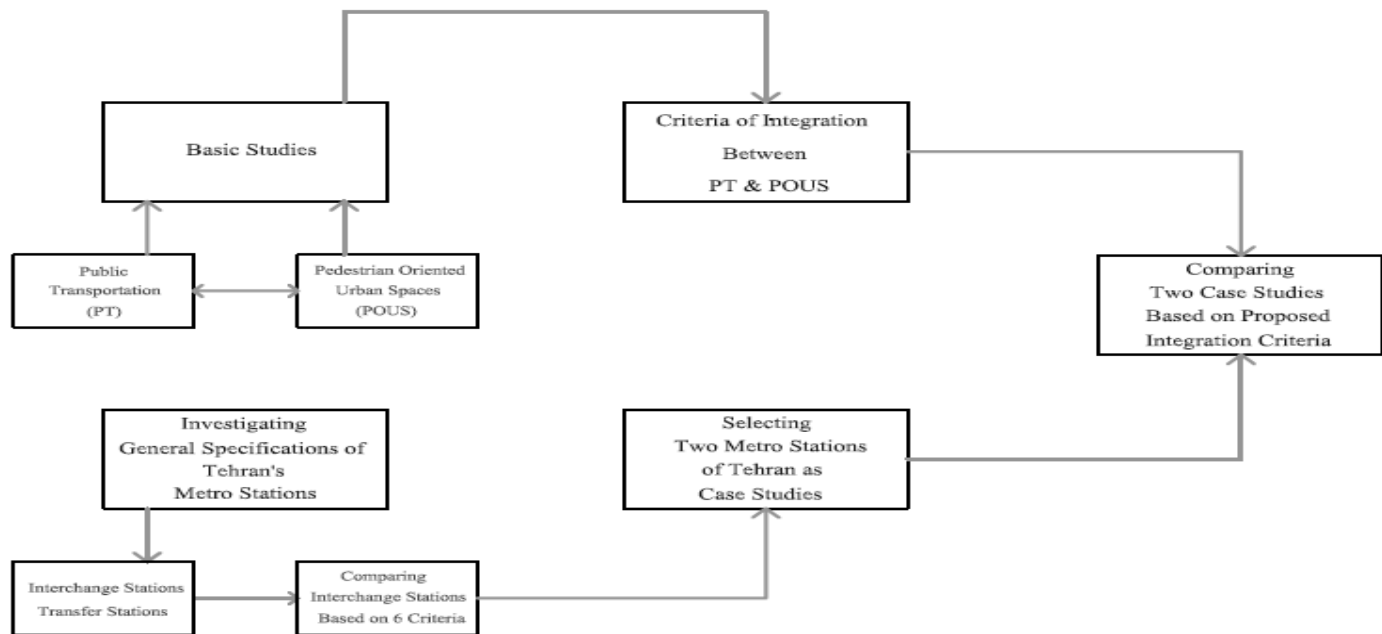 Basic Studies
Criteria of Integration
Between
PT & POUS
Public
Transportation
(PT)
Pedestrian Oriented
Urban Spaces
(POUS)
Comparing
Two Case Studies
Based on Proposed
Integration Criteria
Investigating
General Specifications of
Tehran's
Metro Stations
Selecting
Two Metro Stations
of Tehran as
Case Studies
Interchange Stations
Transfer Stations
Comparing
Interchange Stations
Based on 6 Criteria